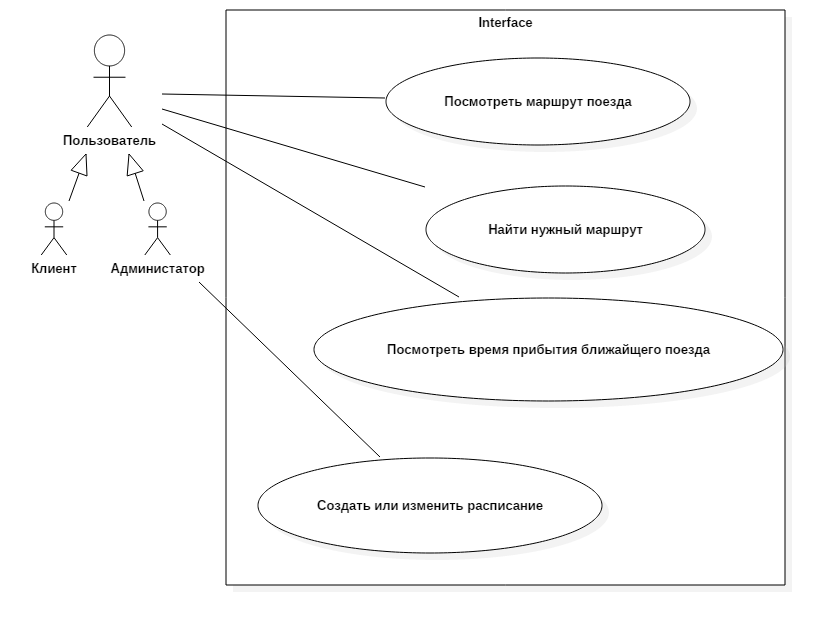 Interface
Посмотреть маршрут поезда
Пользователь
Найти нужный маршрут
Клиент
Администатор
Посмотреть время прибытия ближайщего поезда
Создать или изменить расписание